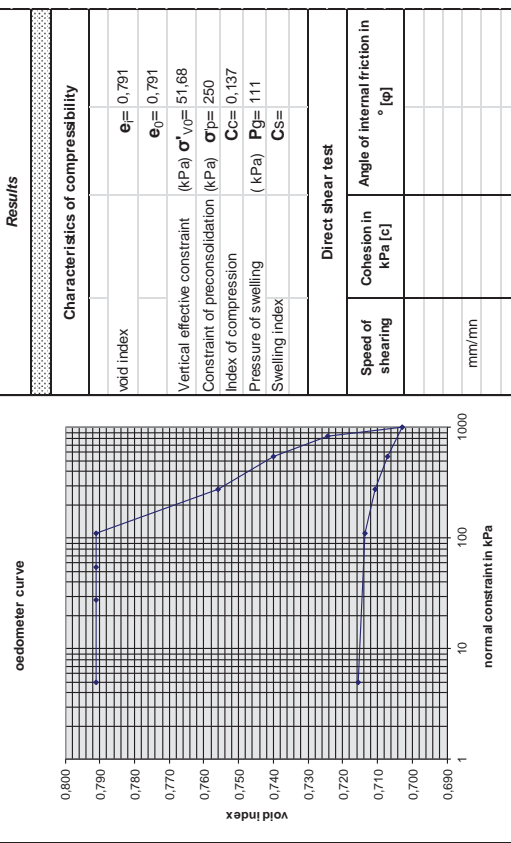 oedometer curve
void index
0,800
0,790
0,780
0,770
0,760
0,750
0,740
0,730
0,720
0,710
0,700
0,690
1
10
100
1000
normal constraint in kPa
Results
Characteristics of compressibility
void index ei= 0,791
e0= 0,791
Vertical effective constraint (kPa) σ'V0= 51,68
Constraint of preconsolidation (kPa) σ'p= 250
Index of compression Cc= 0,137
Pressure of swelling ( kPa) Pg= 111
Swelling index Cs=
Direct shear test
Speed of shearing
Cohesion in kPa [c]
Angle of internal friction in ° [φ]
mm/mn